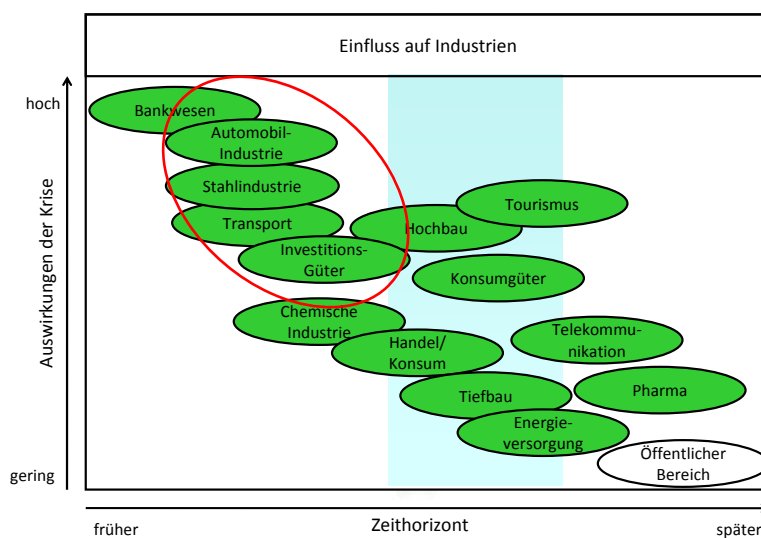 Einfluss auf Industrien
hoch
Auswirkungen der Krise
gering
Bankwesen
Automobil-
Industrie
Stahlindustrie
Transport
Investitions-
Güter
Hochbau
Tourismus
Konsumgüter
Chemische
Industrie
Handel/
Konsum
Telekommu-
nikation
Tiefbau
Pharma
Energie-
versorgung
Öffentlicher
Bereich
früher
Zeithorizont
später